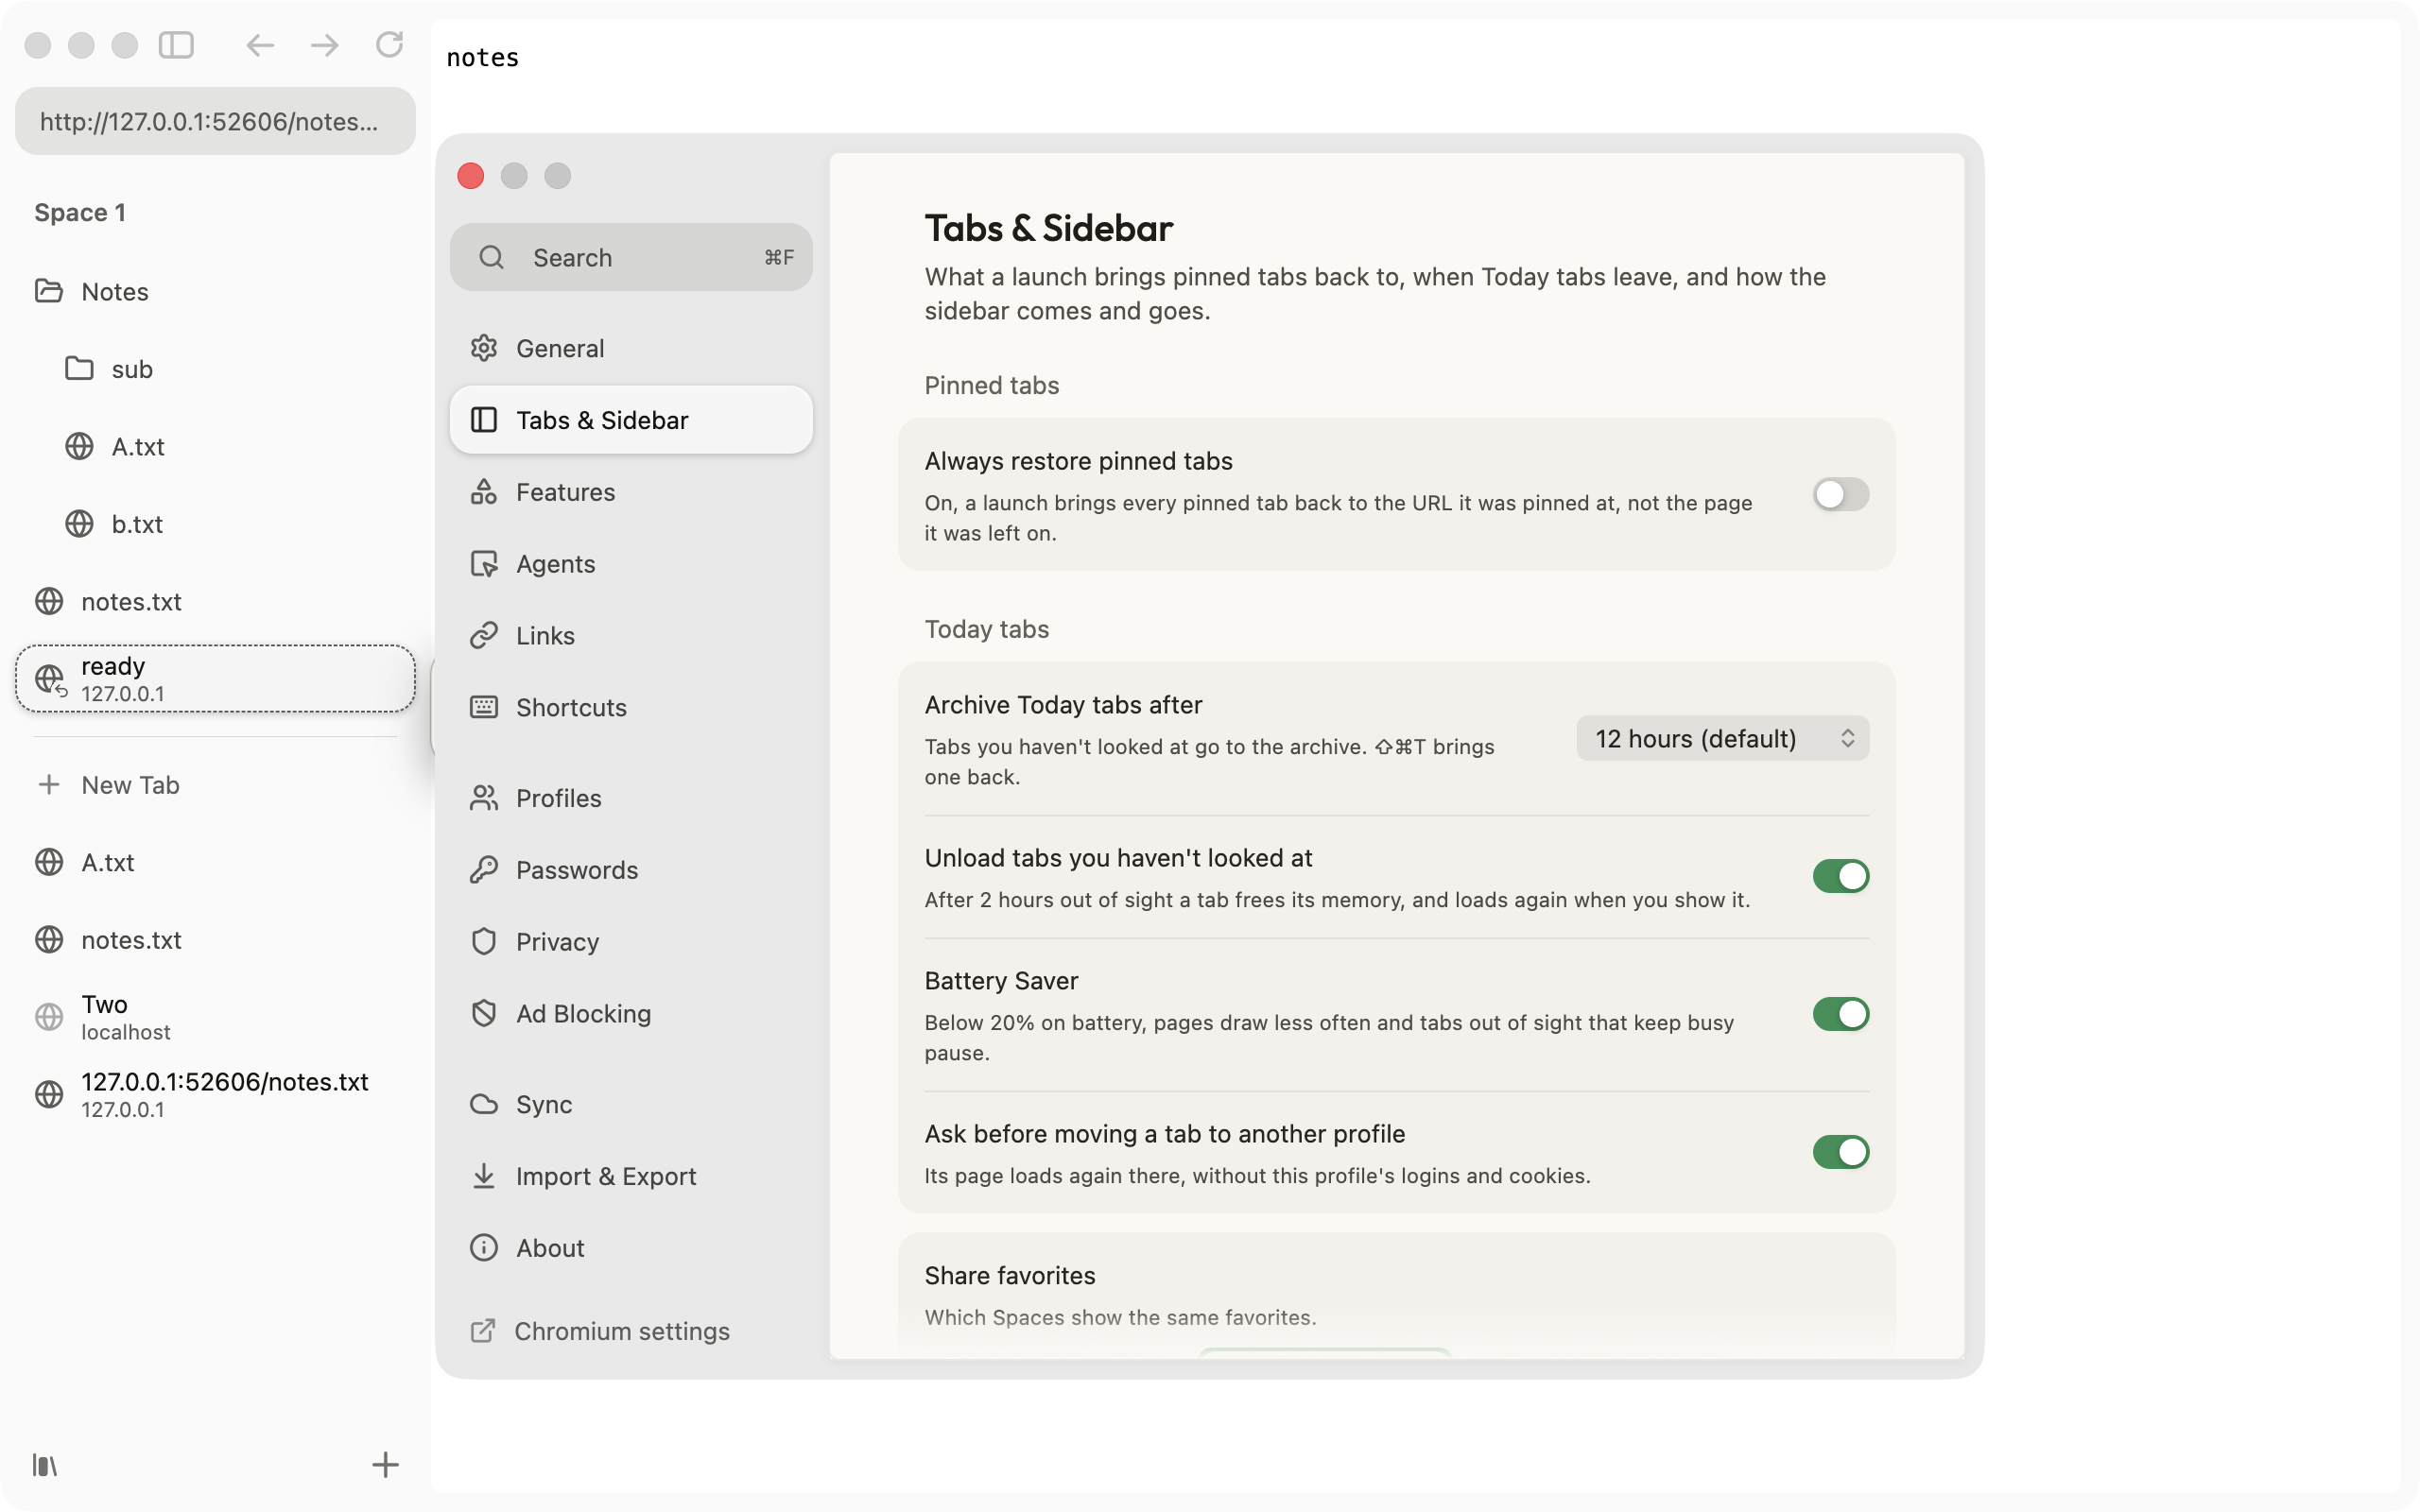 http://127.0.0.1:52606/notes...
Space 1
Notes
sub
A.txt
b.txt
notes.txt
ready
127.0.0.1
New Tab
A.txt
notes.txt
Two
localhost
127.0.0.1:52606/notes.txt
127.0.0.1
notes
Search ⌘F
General
Tabs & Sidebar
Features
Agents
Links
Shortcuts
Profiles
Passwords
Privacy
Ad Blocking
Sync
Import & Export
About
Chromium settings
Tabs & Sidebar
What a launch brings pinned tabs back to, when Today tabs leave, and how the
sidebar comes and goes.
Pinned tabs
Always restore pinned tabs
On, a launch brings every pinned tab back to the URL it was pinned at, not the page
it was left on.
Today tabs
Archive Today tabs after
Tabs you haven't looked at go to the archive. ⇧⌘T brings
one back.
12 hours (default)
Unload tabs you haven't looked at
After 2 hours out of sight a tab frees its memory, and loads again when you show it.
Battery Saver
Below 20% on battery, pages draw less often and tabs out of sight that keep busy
pause.
Ask before moving a tab to another profile
Its page loads again there, without this profile's logins and cookies.
Share favorites
Which Spaces show the same favorites.